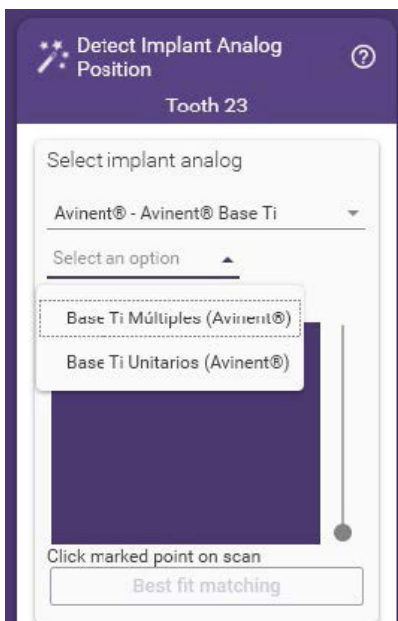 Detect Implant Analog
Position
Tooth 23
Select implant analog
Avinent® - Avinent® Base Ti
Select an option
Base Ti Múltiples (Avinent®)
Base Ti Unitarios (Avinent®)
Click marked point on scan
Best fit matching